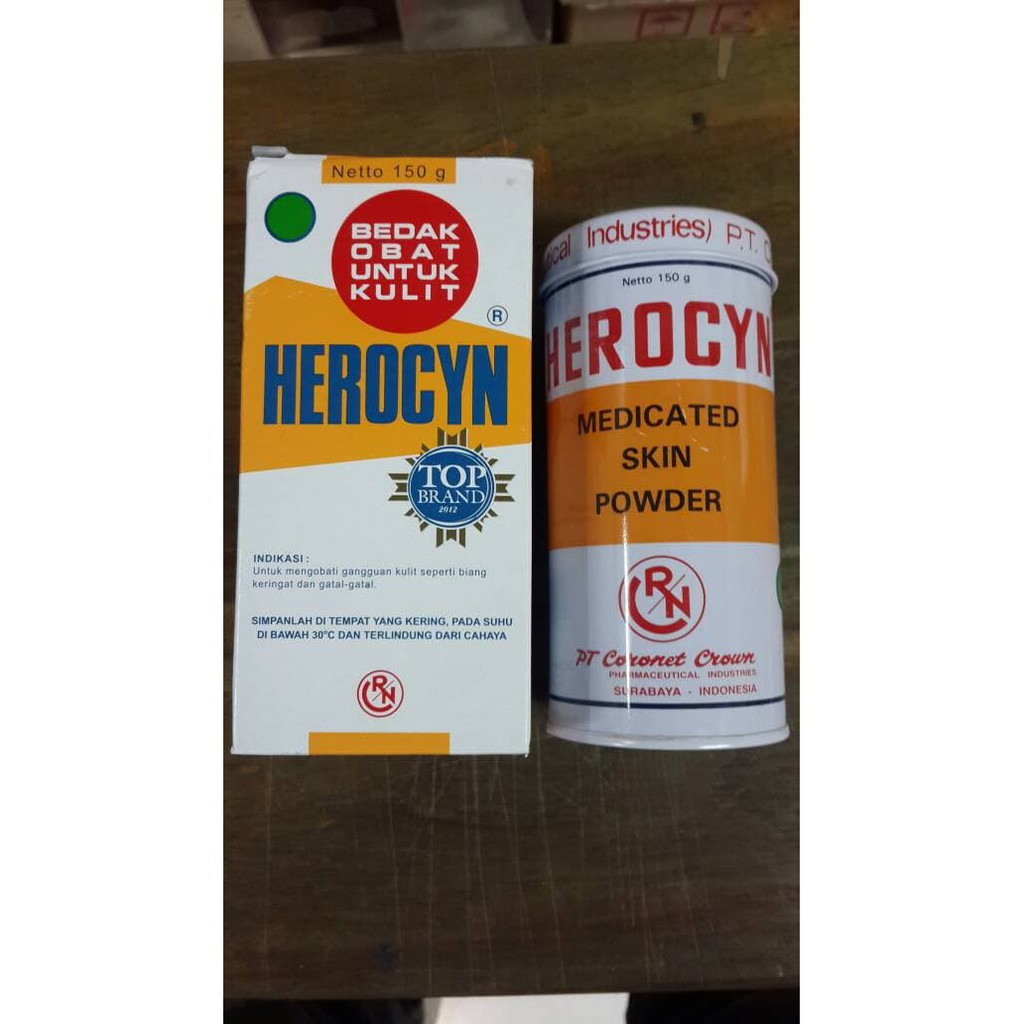 Netto 150 g
BEDAK
OBAT
UNTUK
KULIT
®
HEROCYN
TOP
BRAND
2012
INDIKASI :
Untuk mengobati gangguan kulit seperti biang
keringat dan gatal-gatal.
SIMPANLAH DI TEMPAT YANG KERING, PADA SUHU
DI BAWAH 30°C DAN TERLINDUNG DARI CAHAYA
CRN
Industries) P.T.
Netto 150 g
HEROCYN
MEDICATED
SKIN
POWDER
CRN
PT Coronet Crown
PHARMACEUTICAL INDUSTRIES
SURABAYA - INDONESIA